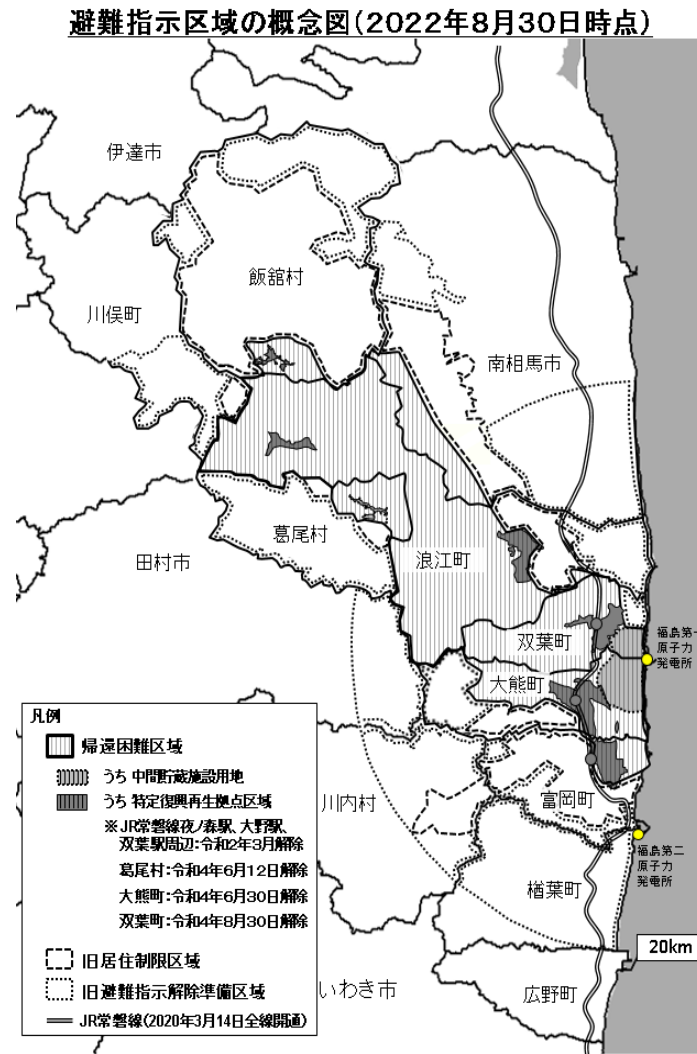 避難指示区域の概念図(2022年8月30日時点)
伊達市
飯舘村
川俣町
南相馬市
葛尾村
田村市
浪江町
双葉町
福島第一
原子力
発電所
大熊町
凡例
帰還困難区域
うち 中間貯蔵施設用地
うち 特定復興再生拠点区域
※JR常磐線夜ノ森駅、大野駅、
双葉駅周辺:令和2年3月解除
葛尾村:令和4年6月12日解除
大熊町:令和4年6月30日解除
双葉町:令和4年8月30日解除
旧居住制限区域
旧避難指示解除準備区域
JR常磐線(2020年3月14日全線開通)
川内村
富岡町
福島第二
原子力
発電所
楢葉町
20km
いわき市
広野町